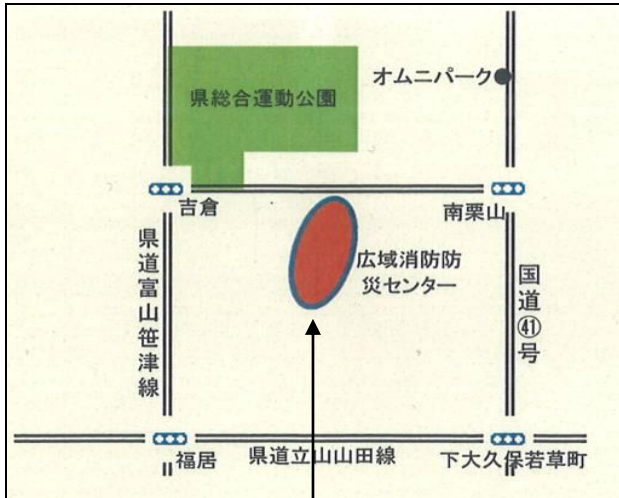 オムニパーク
県総合運動公園
吉倉
南栗山
広域消防防
災センター
県道富山笹津線
国道㊶号
福居
県道立山山田線
下大久保若草町